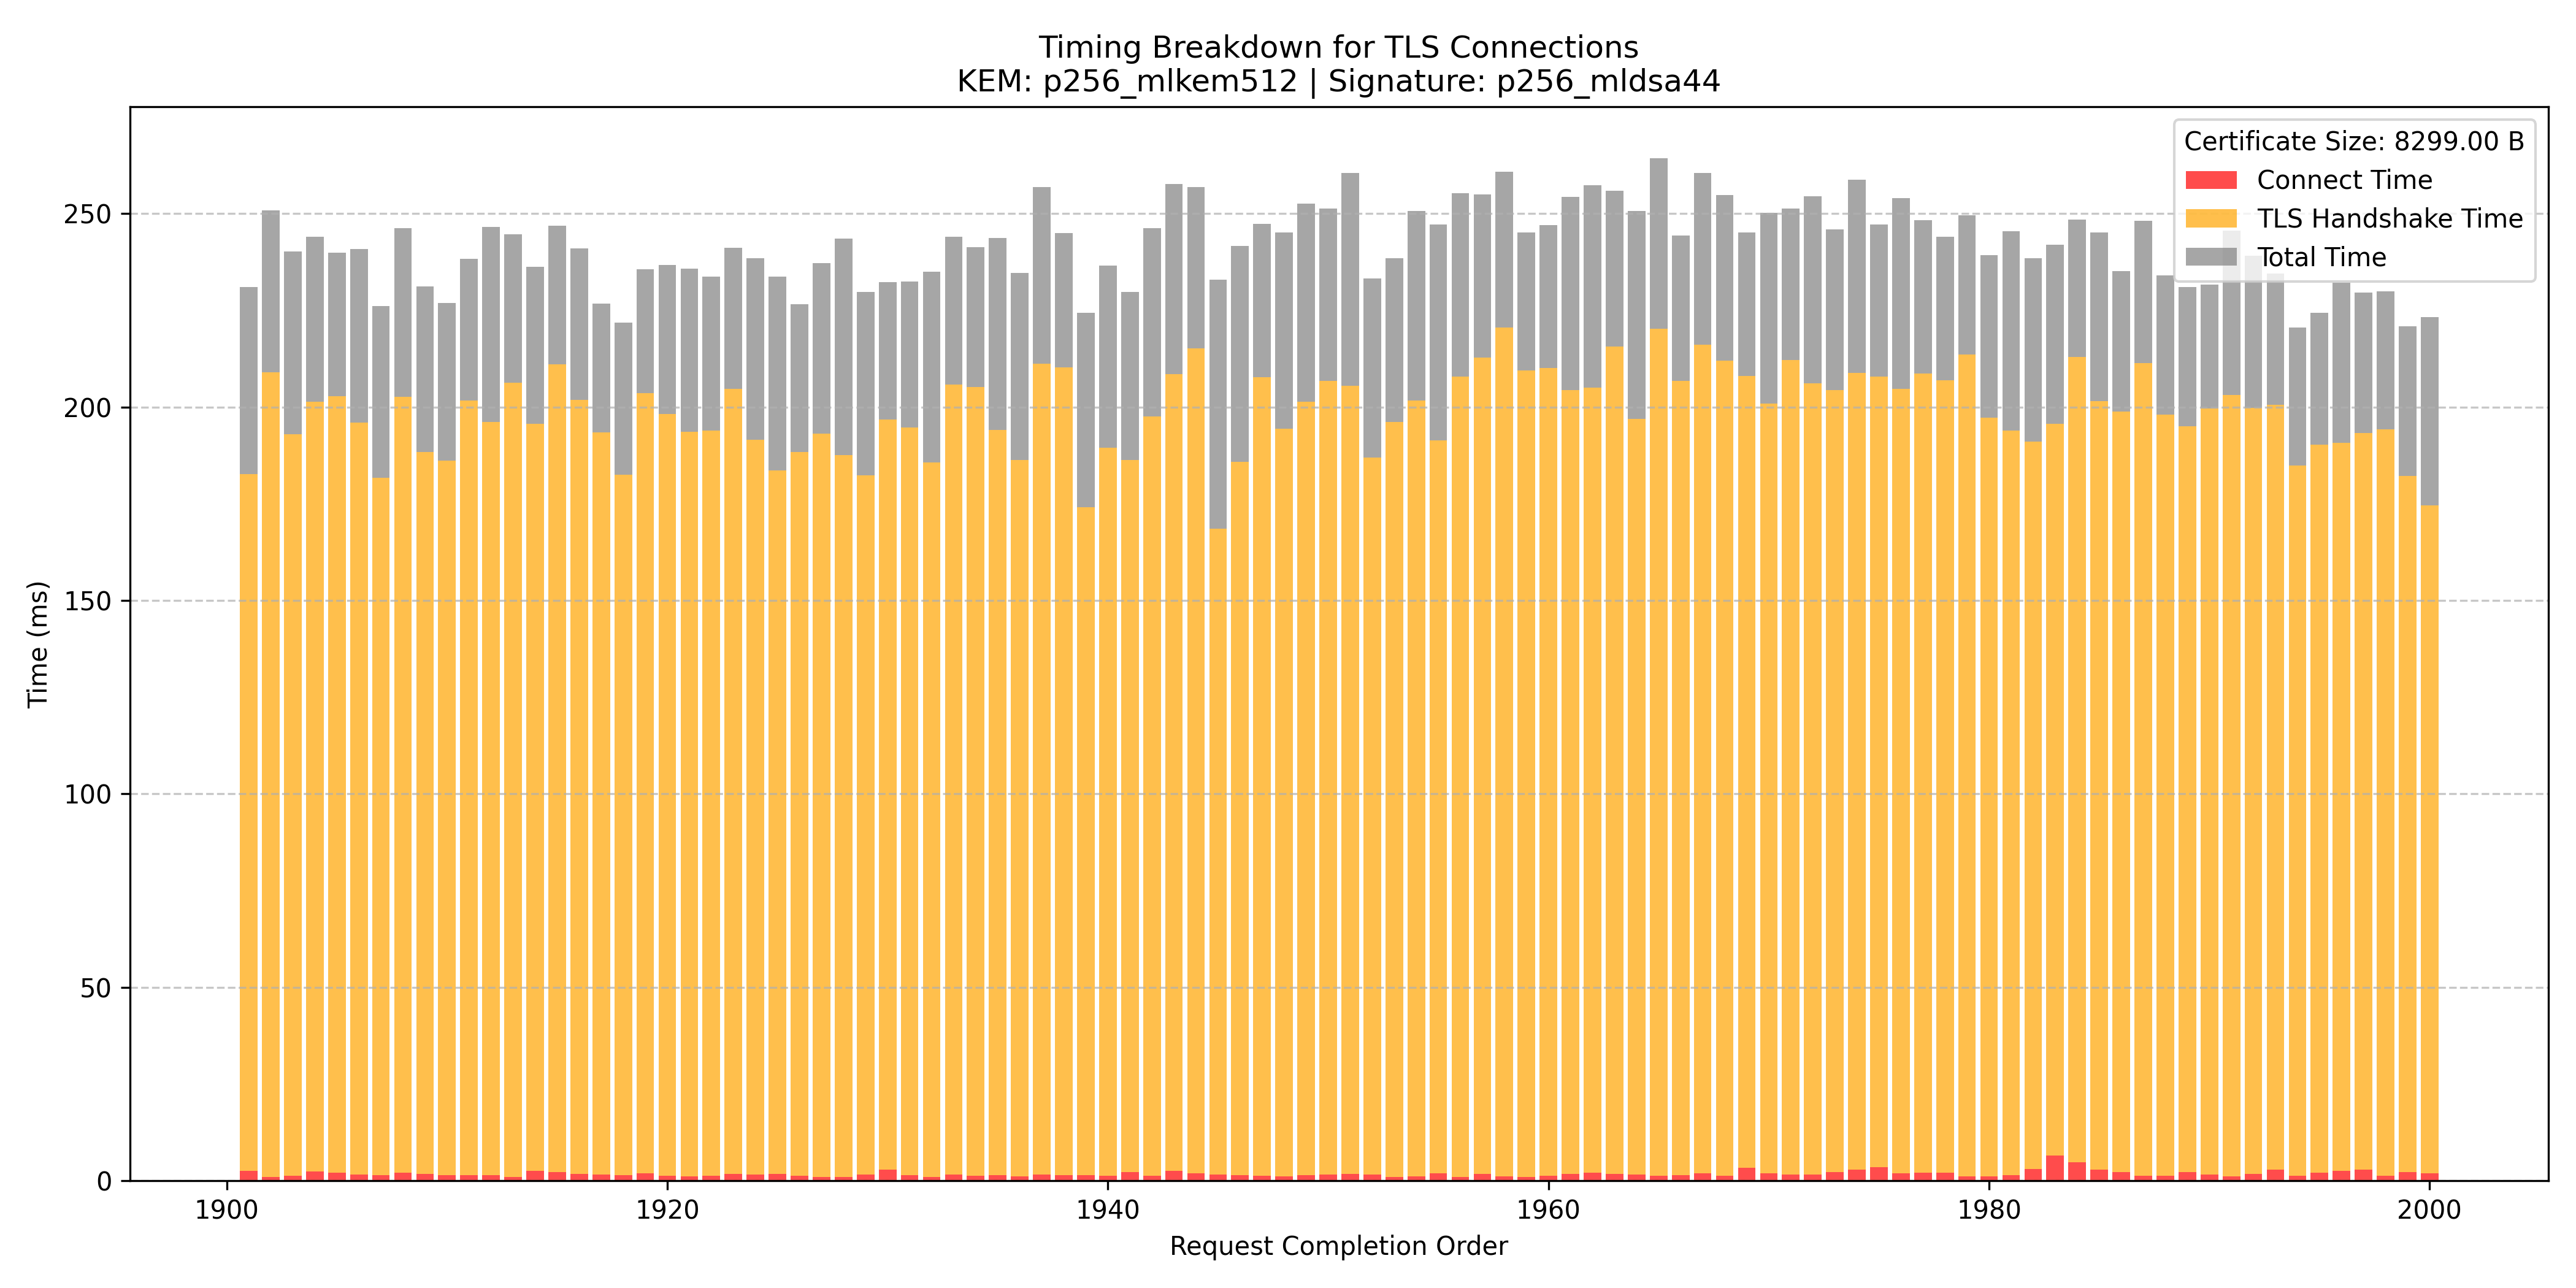 Timing Breakdown for TLS Connections
KEM: p256_mlkem512 | Signature: p256_mldsa44
Certificate Size: 8299.00 B
Connect Time
TLS Handshake Time
Total Time
Time (ms)
250
200
150
100
50
0
1900 1920 1940 1960 1980 2000
Request Completion Order